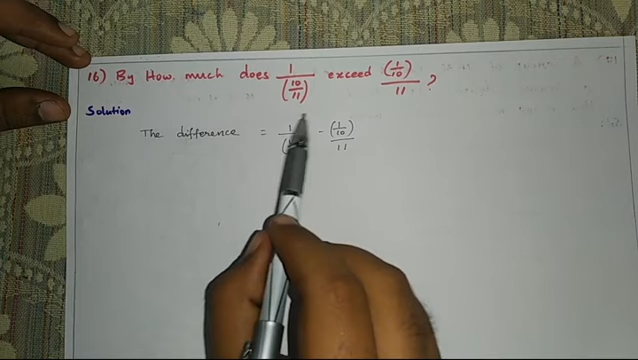 16) By How much does 1/(10/11) exceed (1/10)/11 ?
Solution
The difference = 1/( - (1/10)/11